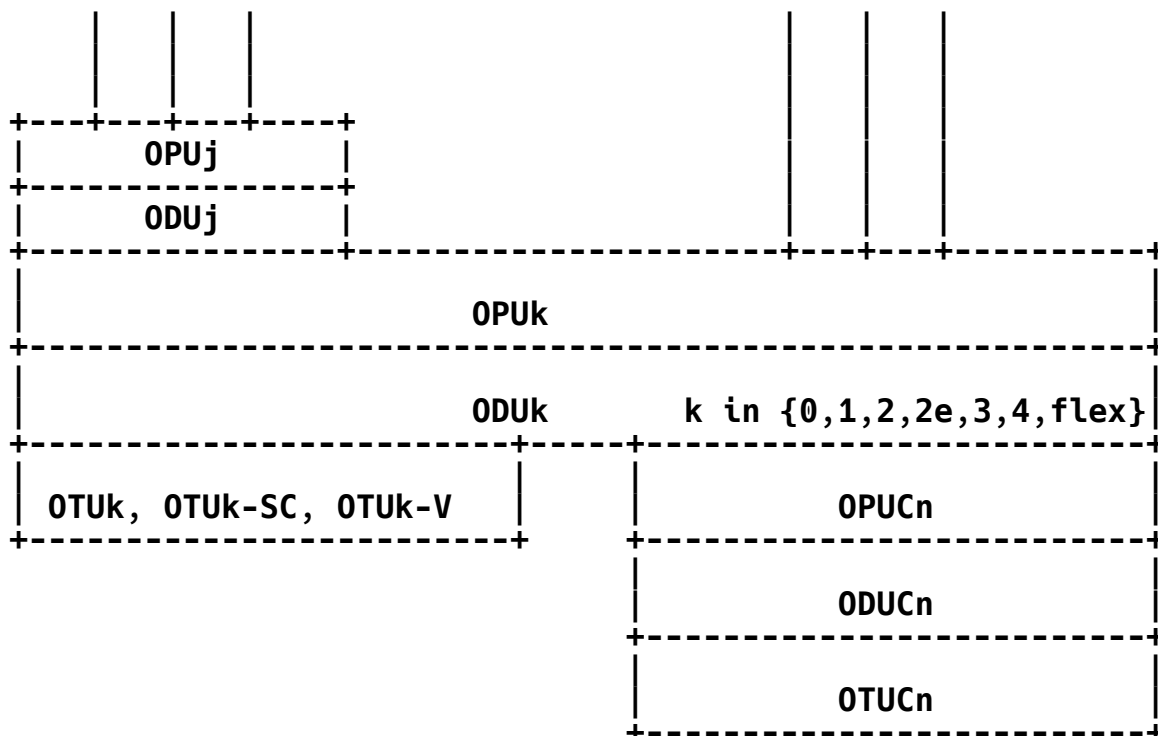 OPUj
ODUj
OPUk
ODUk k in {0,1,2,2e,3,4,flex}
OTUk, OTUk-SC, OTUk-V OPUCn
ODUCn
OTUCn